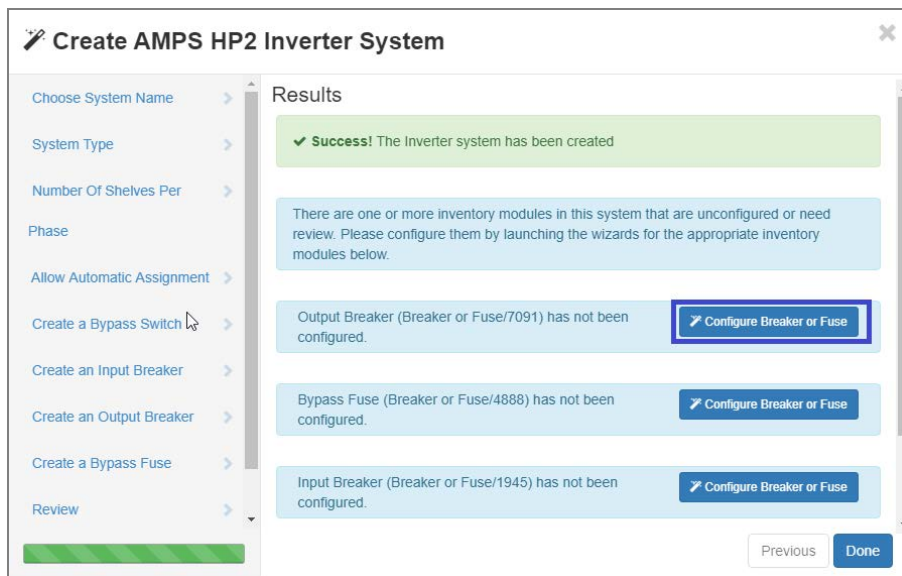 Create AMPS HP2 Inverter System
Choose System Name
System Type
Number Of Shelves Per
Phase
Allow Automatic Assignment
Create a Bypass Switch
Create an Input Breaker
Create an Output Breaker
Create a Bypass Fuse
Review
Results
Success! The Inverter system has been created
There are one or more inventory modules in this system that are unconfigured or need
review. Please configure them by launching the wizards for the appropriate inventory
modules below.
Output Breaker (Breaker or Fuse/7091) has not been
configured.
Configure Breaker or Fuse
Bypass Fuse (Breaker or Fuse/4888) has not been
configured.
Configure Breaker or Fuse
Input Breaker (Breaker or Fuse/1945) has not been
configured.
Configure Breaker or Fuse
Previous
Done